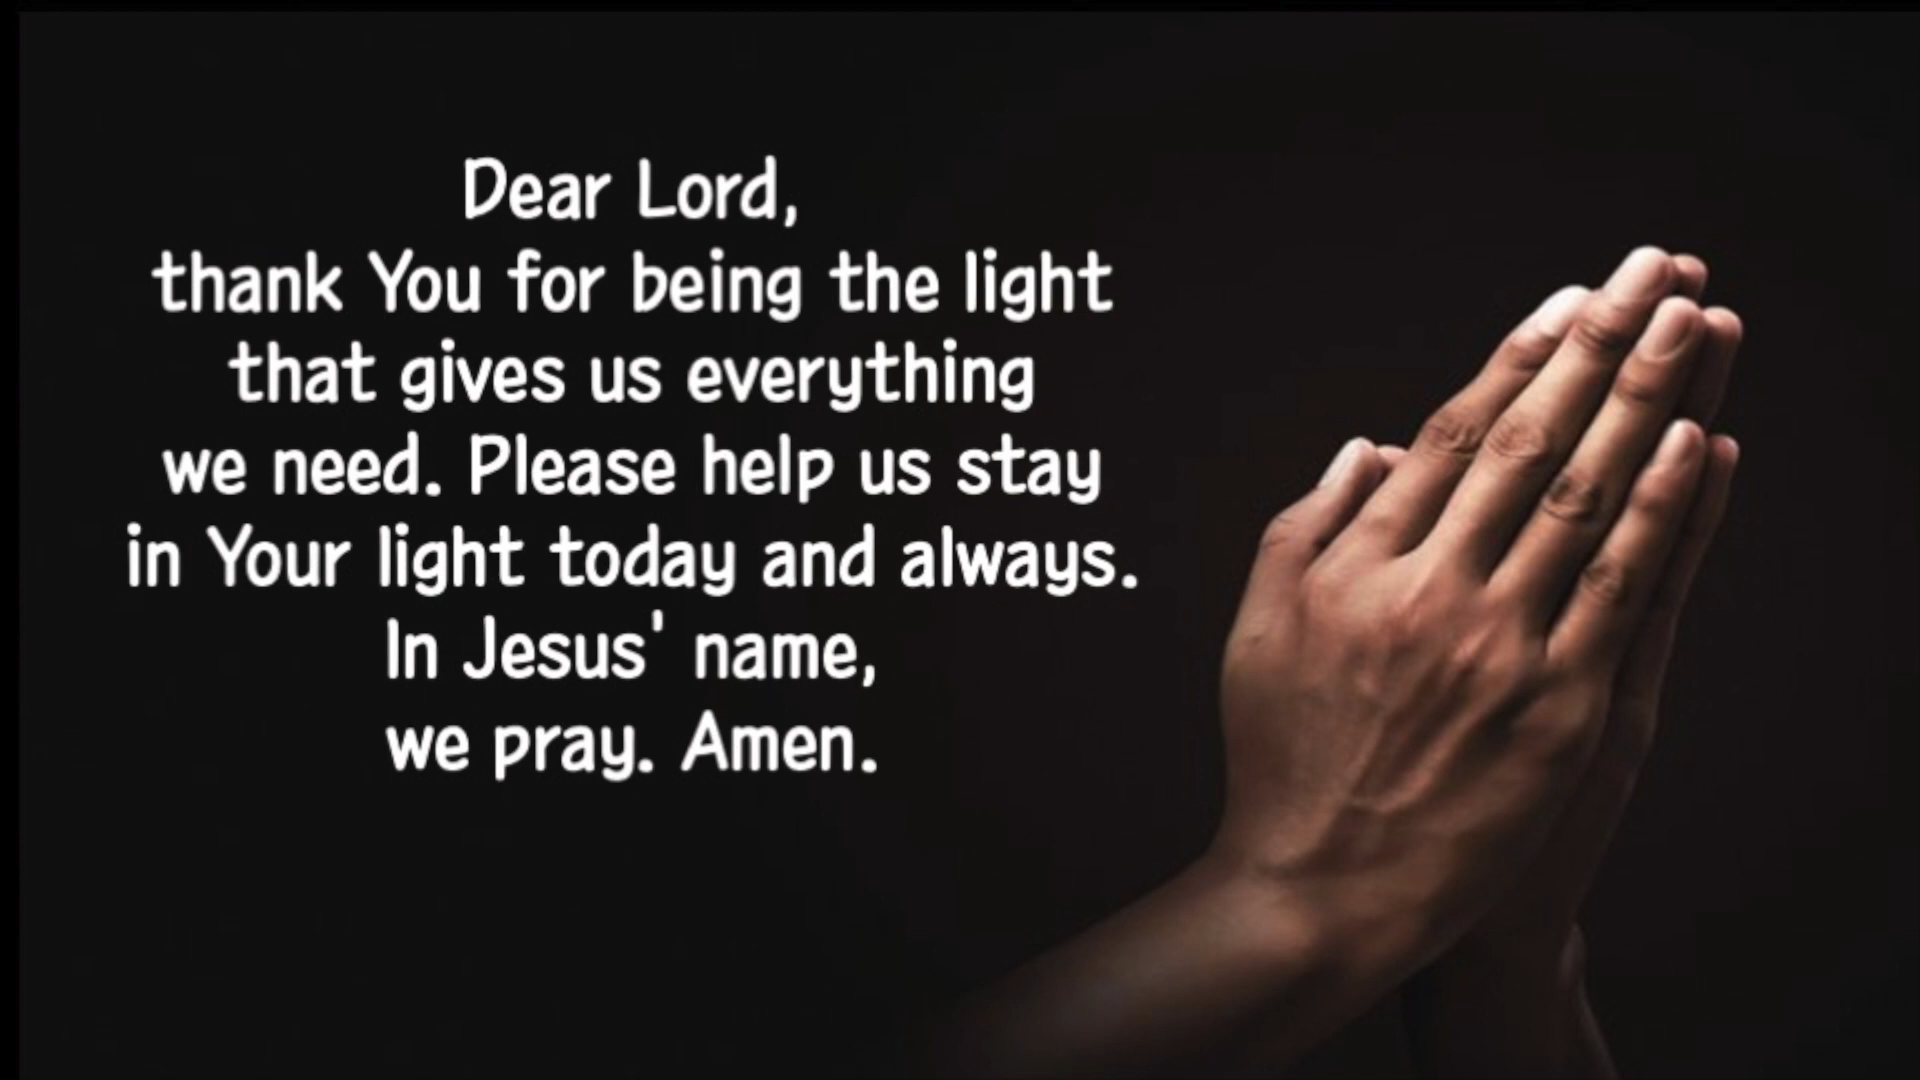 Dear Lord,
thank You for being the light
that gives us everything
we need. Please help us stay
in Your light today and always.
In Jesus' name,
we pray. Amen.